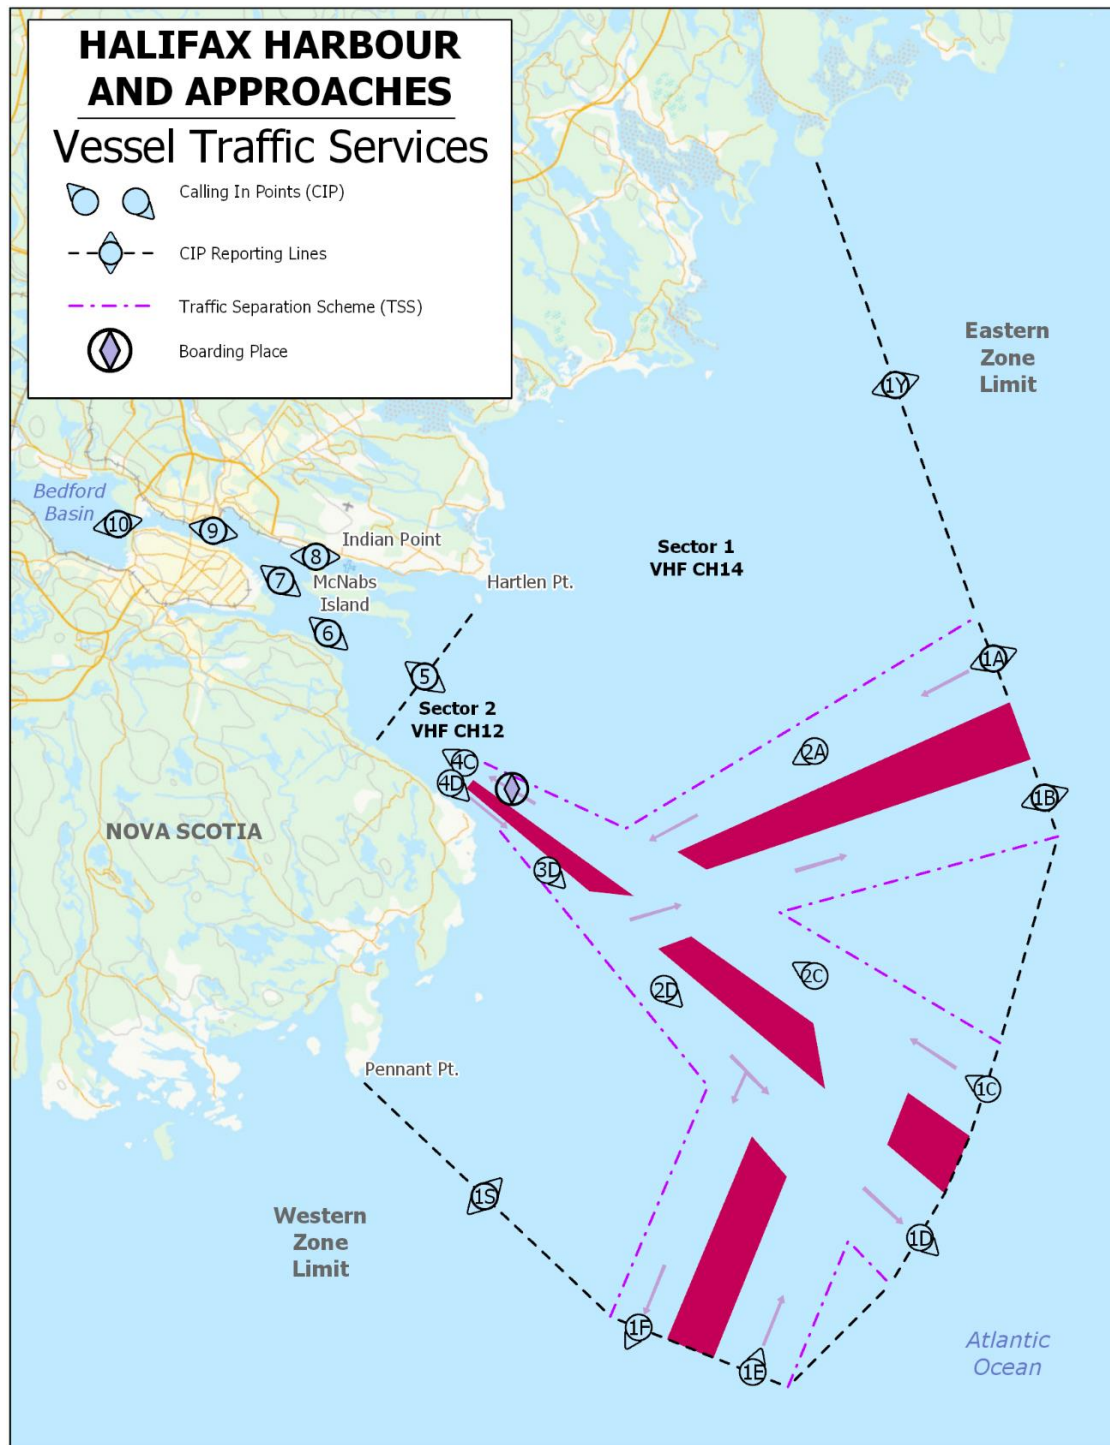 HALIFAX HARBOUR
AND APPROACHES
Vessel Traffic Services
Calling In Points (CIP)
CIP Reporting Lines
Traffic Separation Scheme (TSS)
Boarding Place
Eastern
Zone
Limit
1Y
Bedford
Basin
10
9
8
Indian Point
7
McNabs
Island
Hartlen Pt.
Sector 1
VHF CH14
6
5
1A
Sector 2
VHF CH12
4C
4D
2A
1B
NOVA SCOTIA
3D
2C
2D
Pennant Pt.
1C
1S
Western
Zone
Limit
1D
1F
1E
Atlantic
Ocean